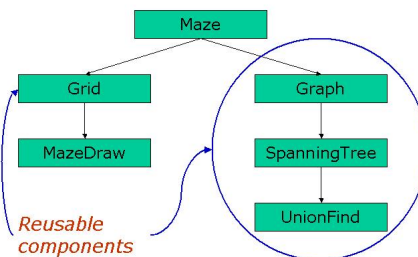 Maze
Grid
Graph
MazeDraw
SpanningTree
UnionFind
Reusable
components